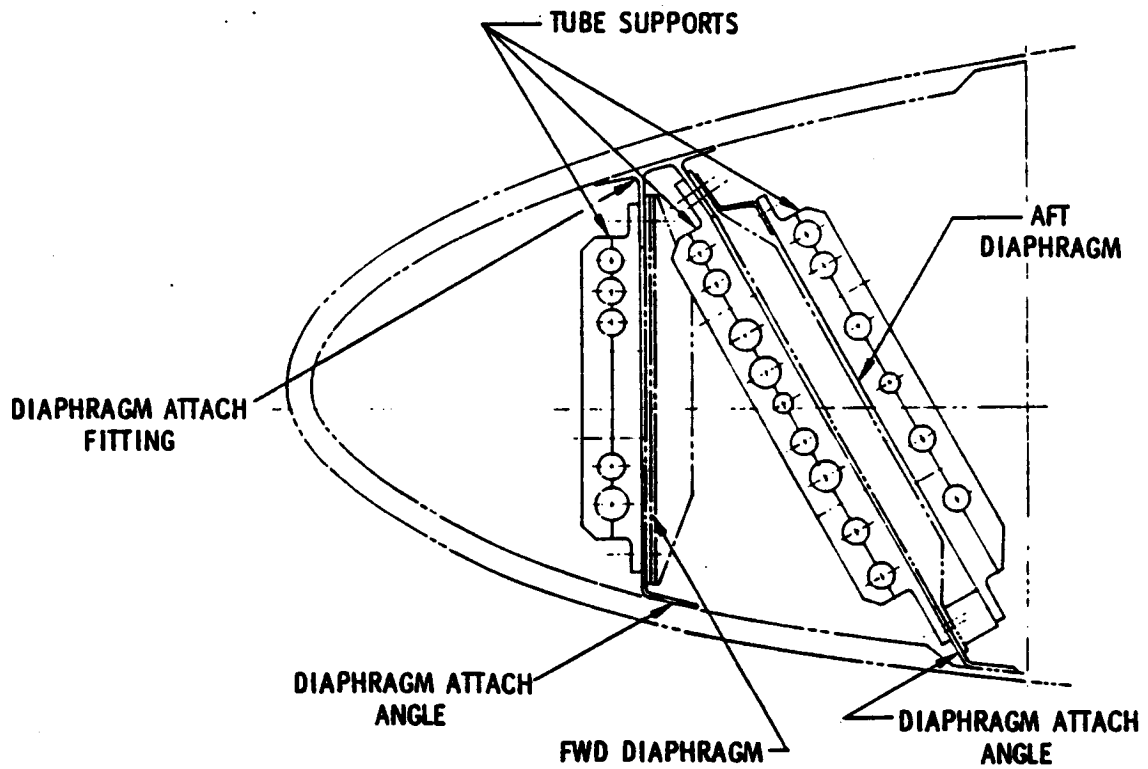 TUBE SUPPORTS
AFT
DIAPHRAGM
DIAPHRAGM ATTACH
FITTING
DIAPHRAGM ATTACH
ANGLE
FWD DIAPHRAGM
DIAPHRAGM ATTACH
ANGLE